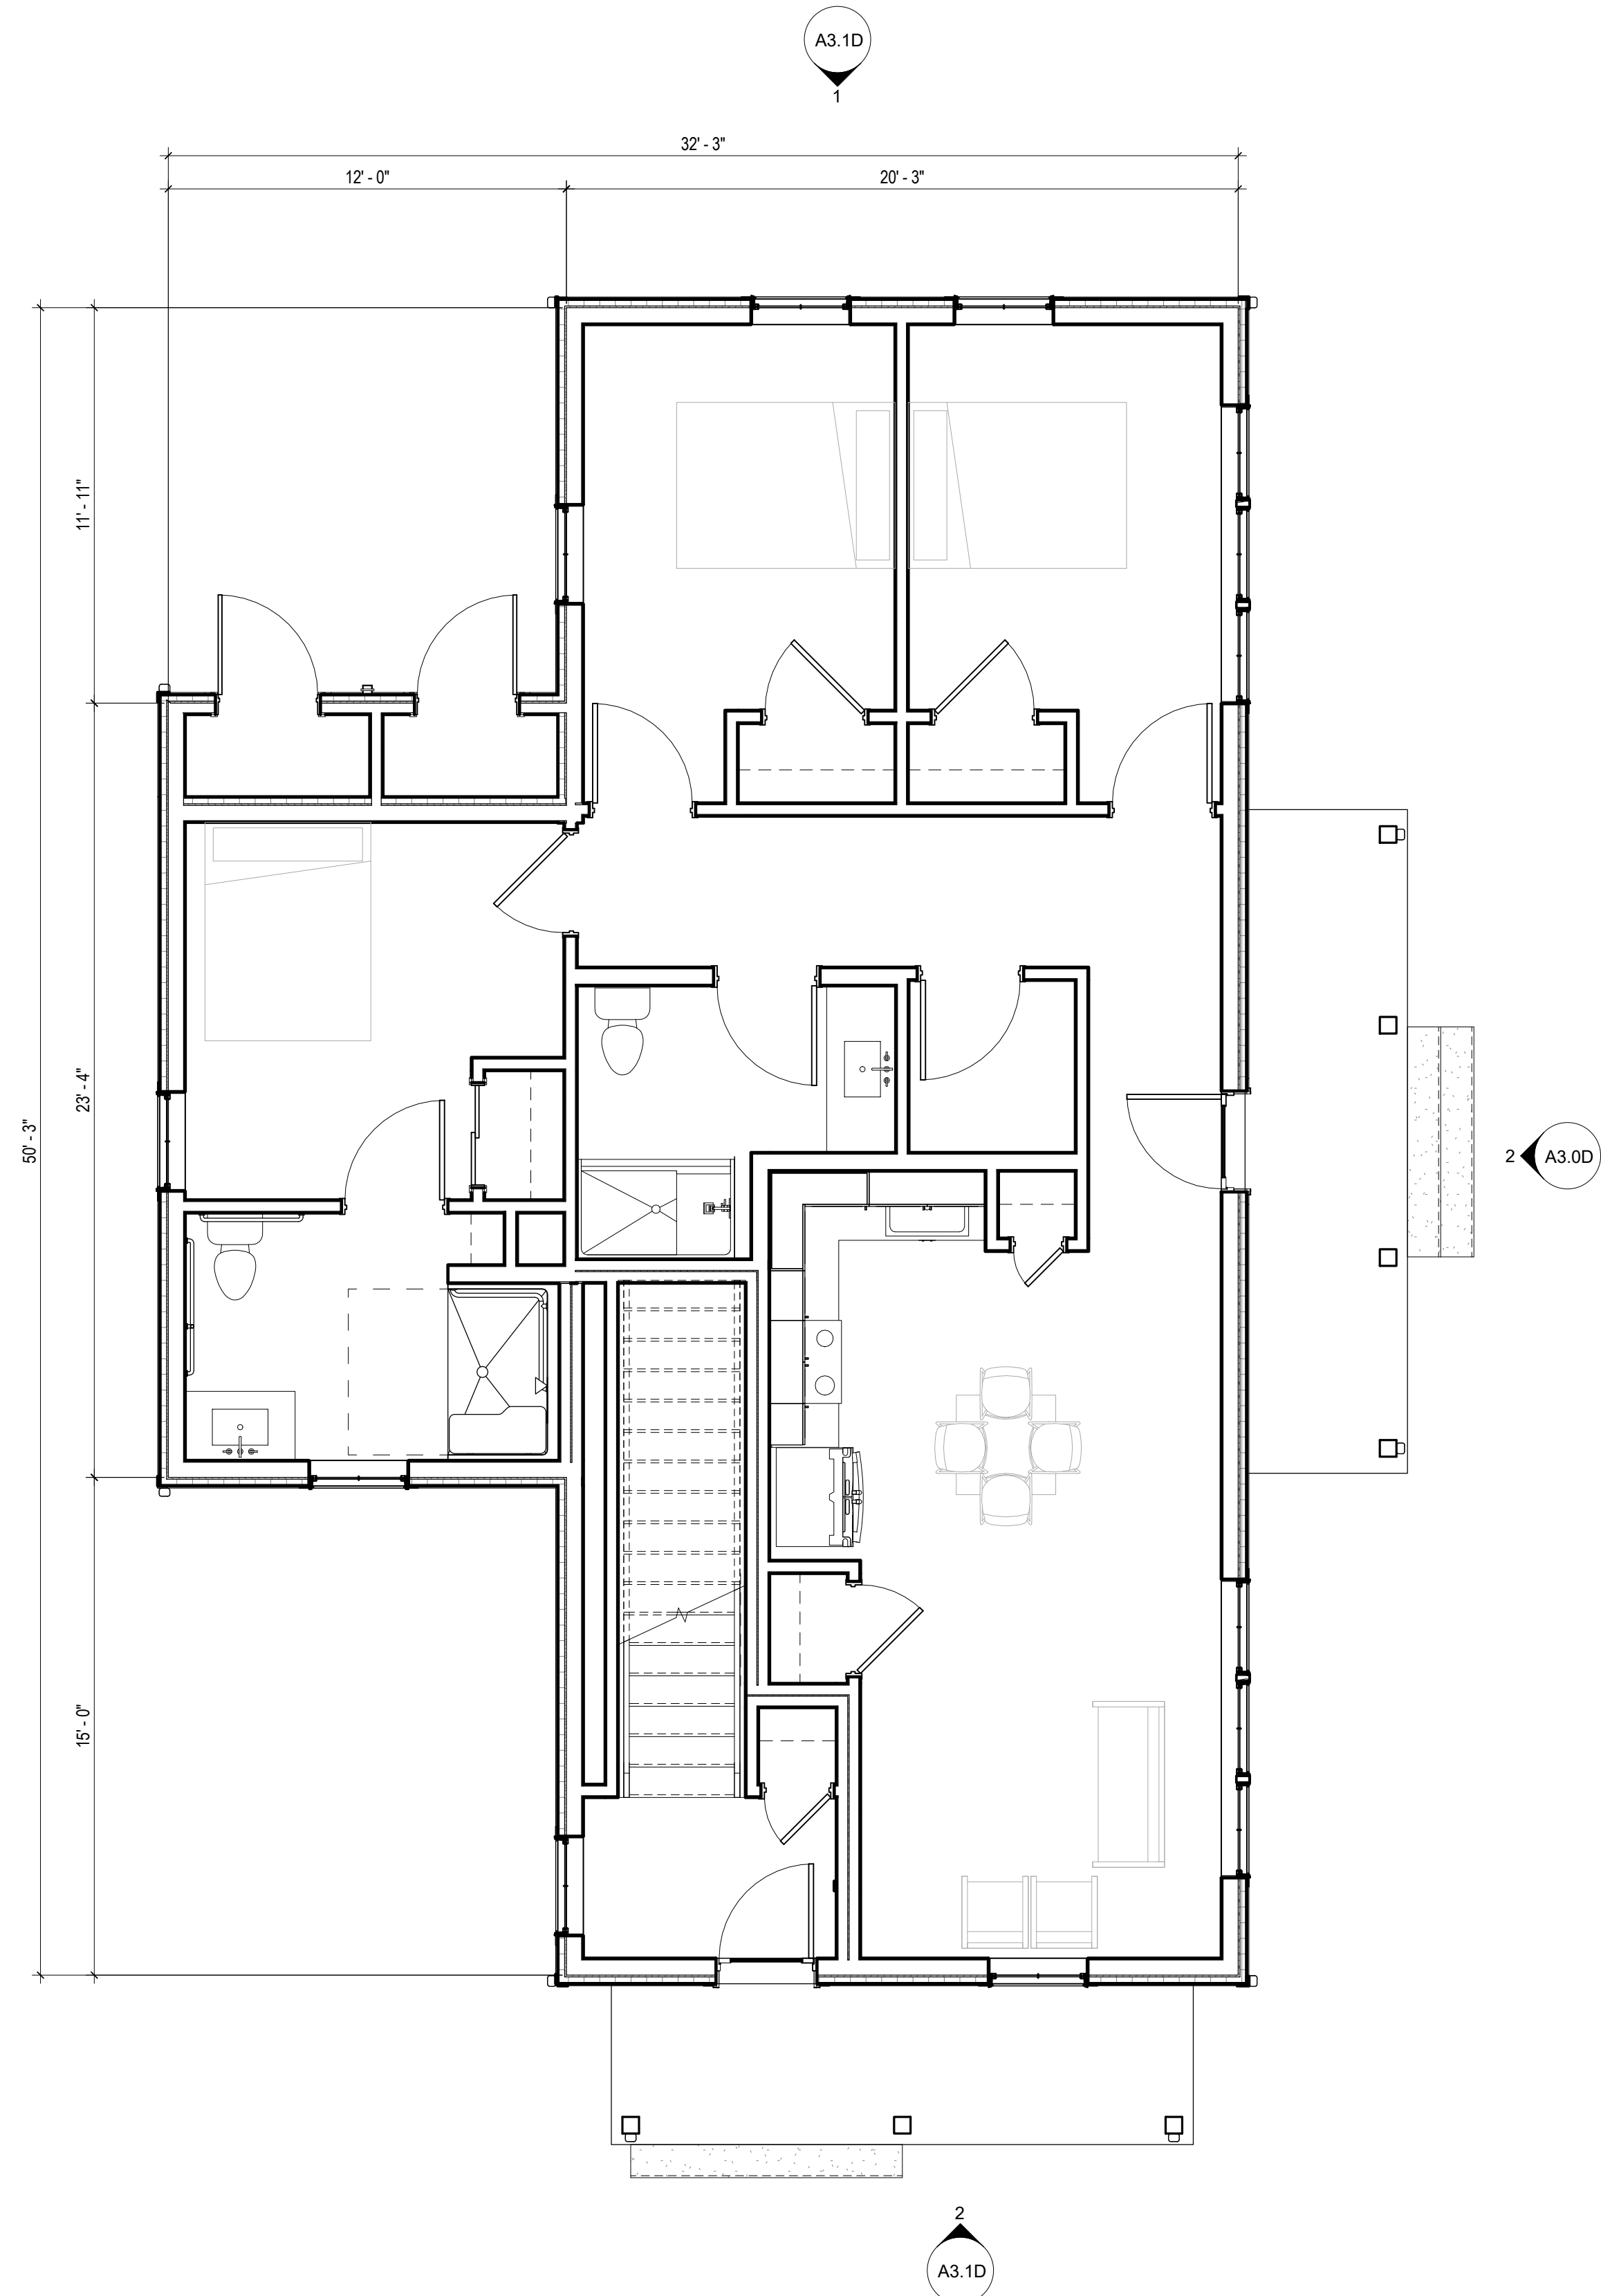 A3.1D
1
32' - 3"
12' - 0"
20' - 3"
11' - 11"
23' - 4"
50' - 3"
2
A3.0D
15' - 0"
2
A3.1D